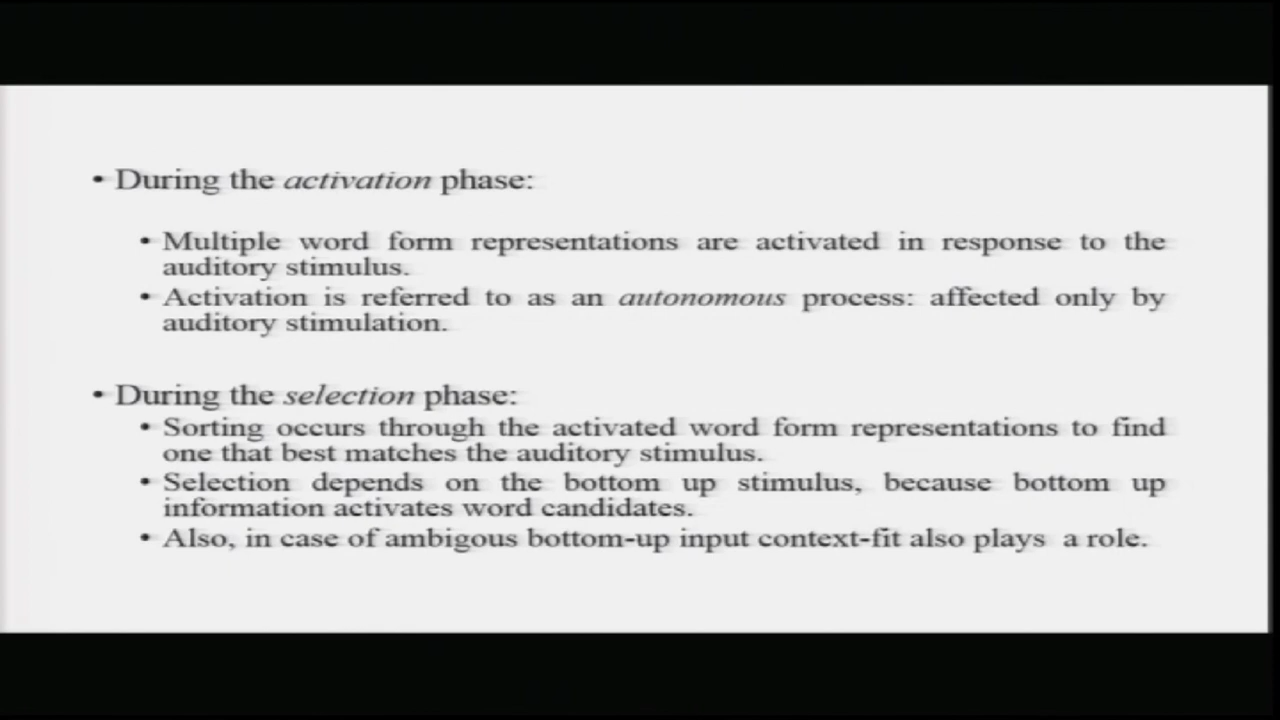 • During the activation phase:
• Multiple word form representations are activated in response to the
auditory stimulus.
• Activation is referred to as an autonomous process: affected only by
auditory stimulation.
• During the selection phase:
• Sorting occurs through the activated word form representations to find
one that best matches the auditory stimulus.
• Selection depends on the bottom up stimulus, because bottom up
information activates word candidates.
• Also, in case of ambigous bottom-up input context-fit also plays a role.